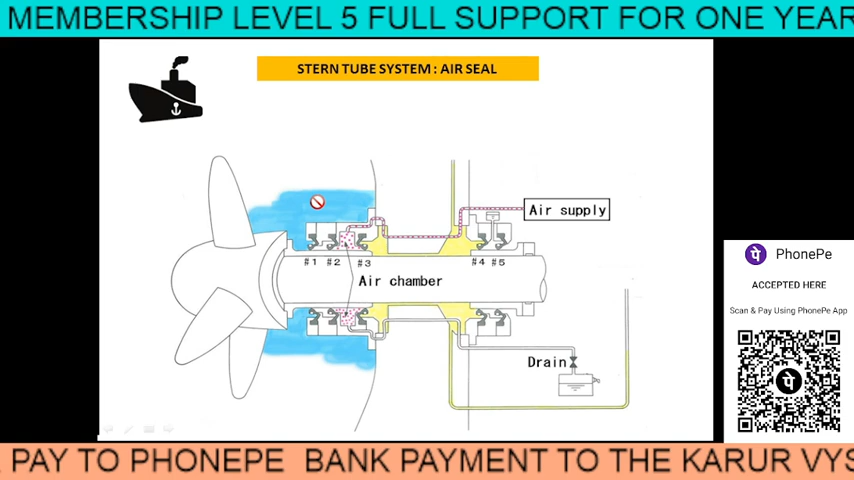 MEMBERSHIP LEVEL 5 FULL SUPPORT FOR ONE YEAR
STERN TUBE SYSTEM : AIR SEAL
Air supply
#1 #2 #3 #4 #5
Air chamber
Drain
PhonePe
ACCEPTED HERE
Scan & Pay Using PhonePe App
PAY TO PHONEPE BANK PAYMENT TO THE KARUR VYS